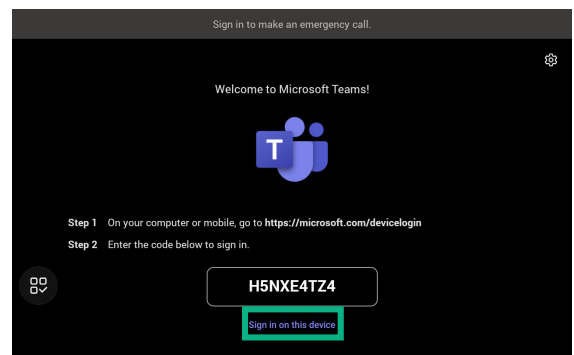 Sign in to make an emergency call.
Welcome to Microsoft Teams!
T
Step 1 On your computer or mobile, go to https://microsoft.com/devicelogin
Step 2 Enter the code below to sign in.
H5NXE4TZ4
Sign in on this device